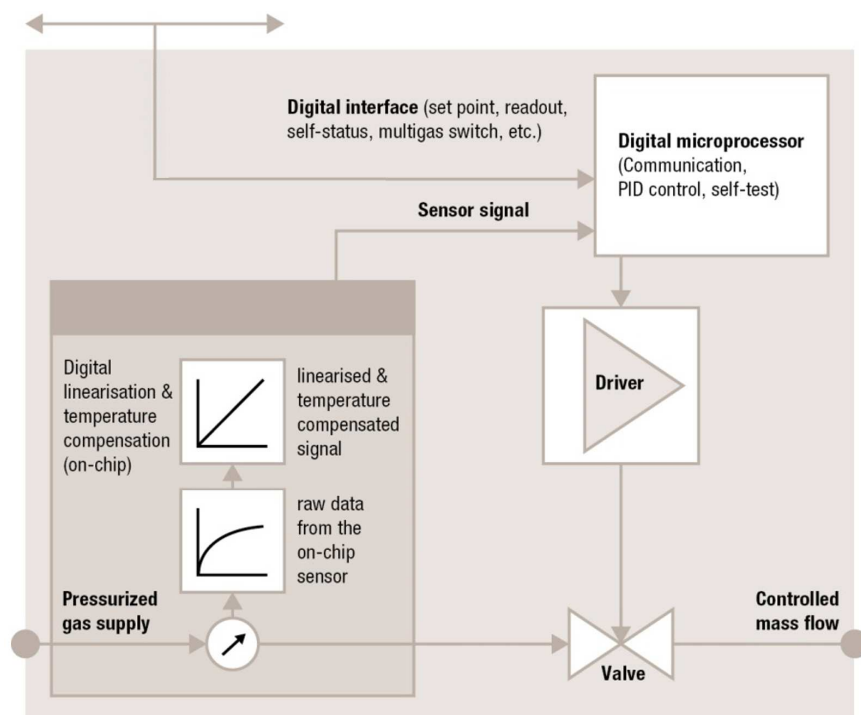 Digital interface (set point, readout,
self-status, multigas switch, etc.)
Digital microprocessor
(Communication,
PID control, self-test)
Sensor signal
Digital
linearisation &
temperature
compensation
(on-chip)
linearised &
temperature
compensated
signal
Driver
raw data
from the
on-chip
sensor
Pressurized
gas supply
Controlled
mass flow
Valve